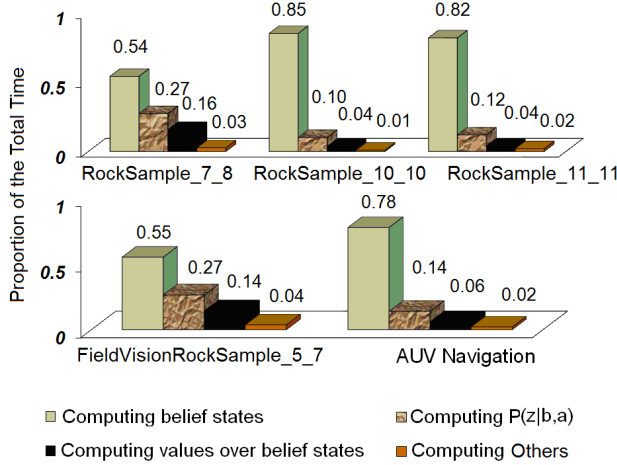 Proportion of the Total Time
1
0.5
0
0.54 0.27 0.16 0.03
0.85 0.10 0.04 0.01
0.82 0.12 0.04 0.02
RockSample_7_8 RockSample_10_10 RockSample_11_11
1
0.5
0
0.55 0.27 0.14 0.04
0.78 0.14 0.06 0.02
FieldVisionRockSample_5_7 AUV Navigation
Computing belief states Computing P(z|b,a)
Computing values over belief states Computing Others